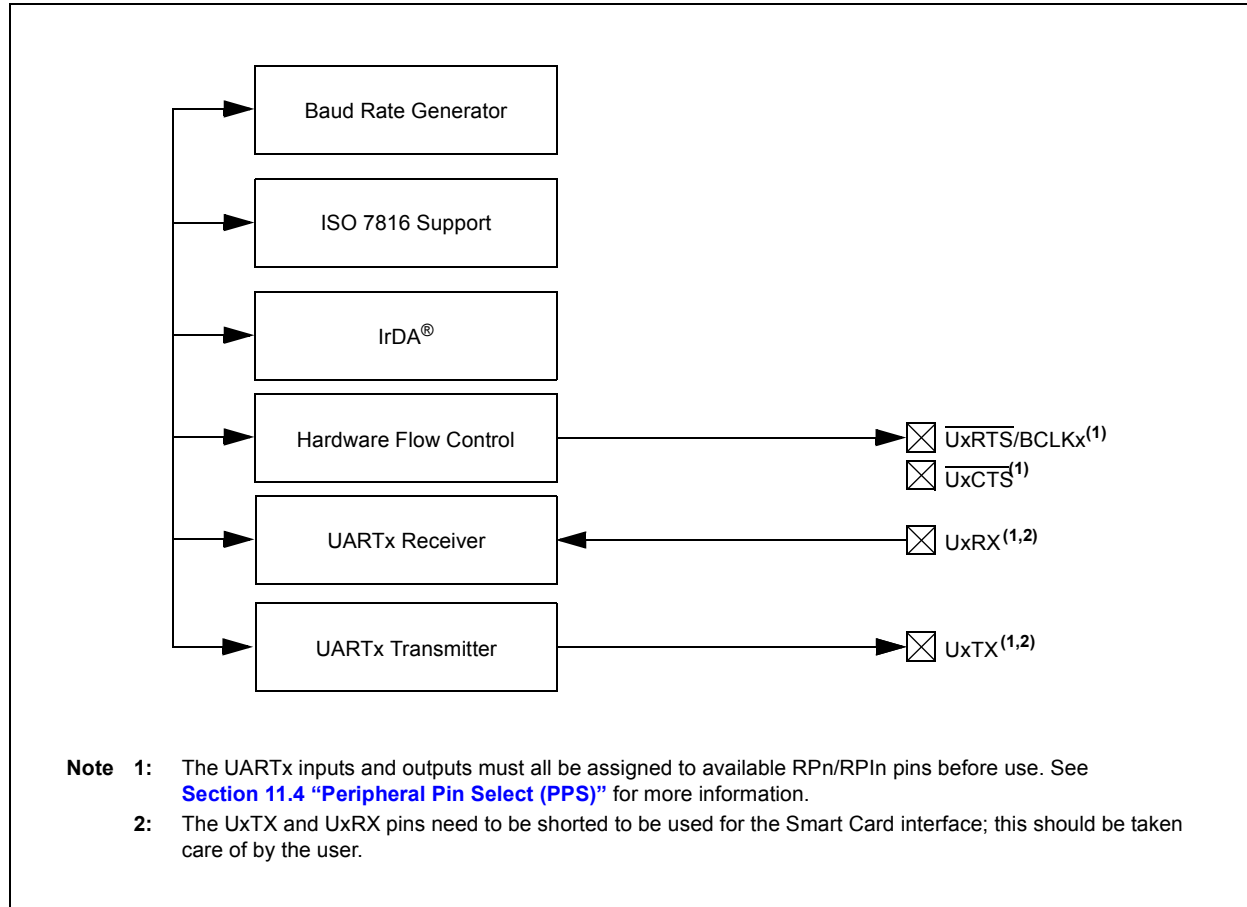 Baud Rate Generator
ISO 7816 Support
IrDA®
Hardware Flow Control
UxRTS/BCLKx(1)
UxCTS(1)
UARTx Receiver
UxRX(1,2)
UARTx Transmitter
UxTX(1,2)
Note 1: The UARTx inputs and outputs must all be assigned to available RPn/RPIn pins before use. See
Section 11.4 “Peripheral Pin Select (PPS)” for more information.
2: The UxTX and UxRX pins need to be shorted to be used for the Smart Card interface; this should be taken
care of by the user.